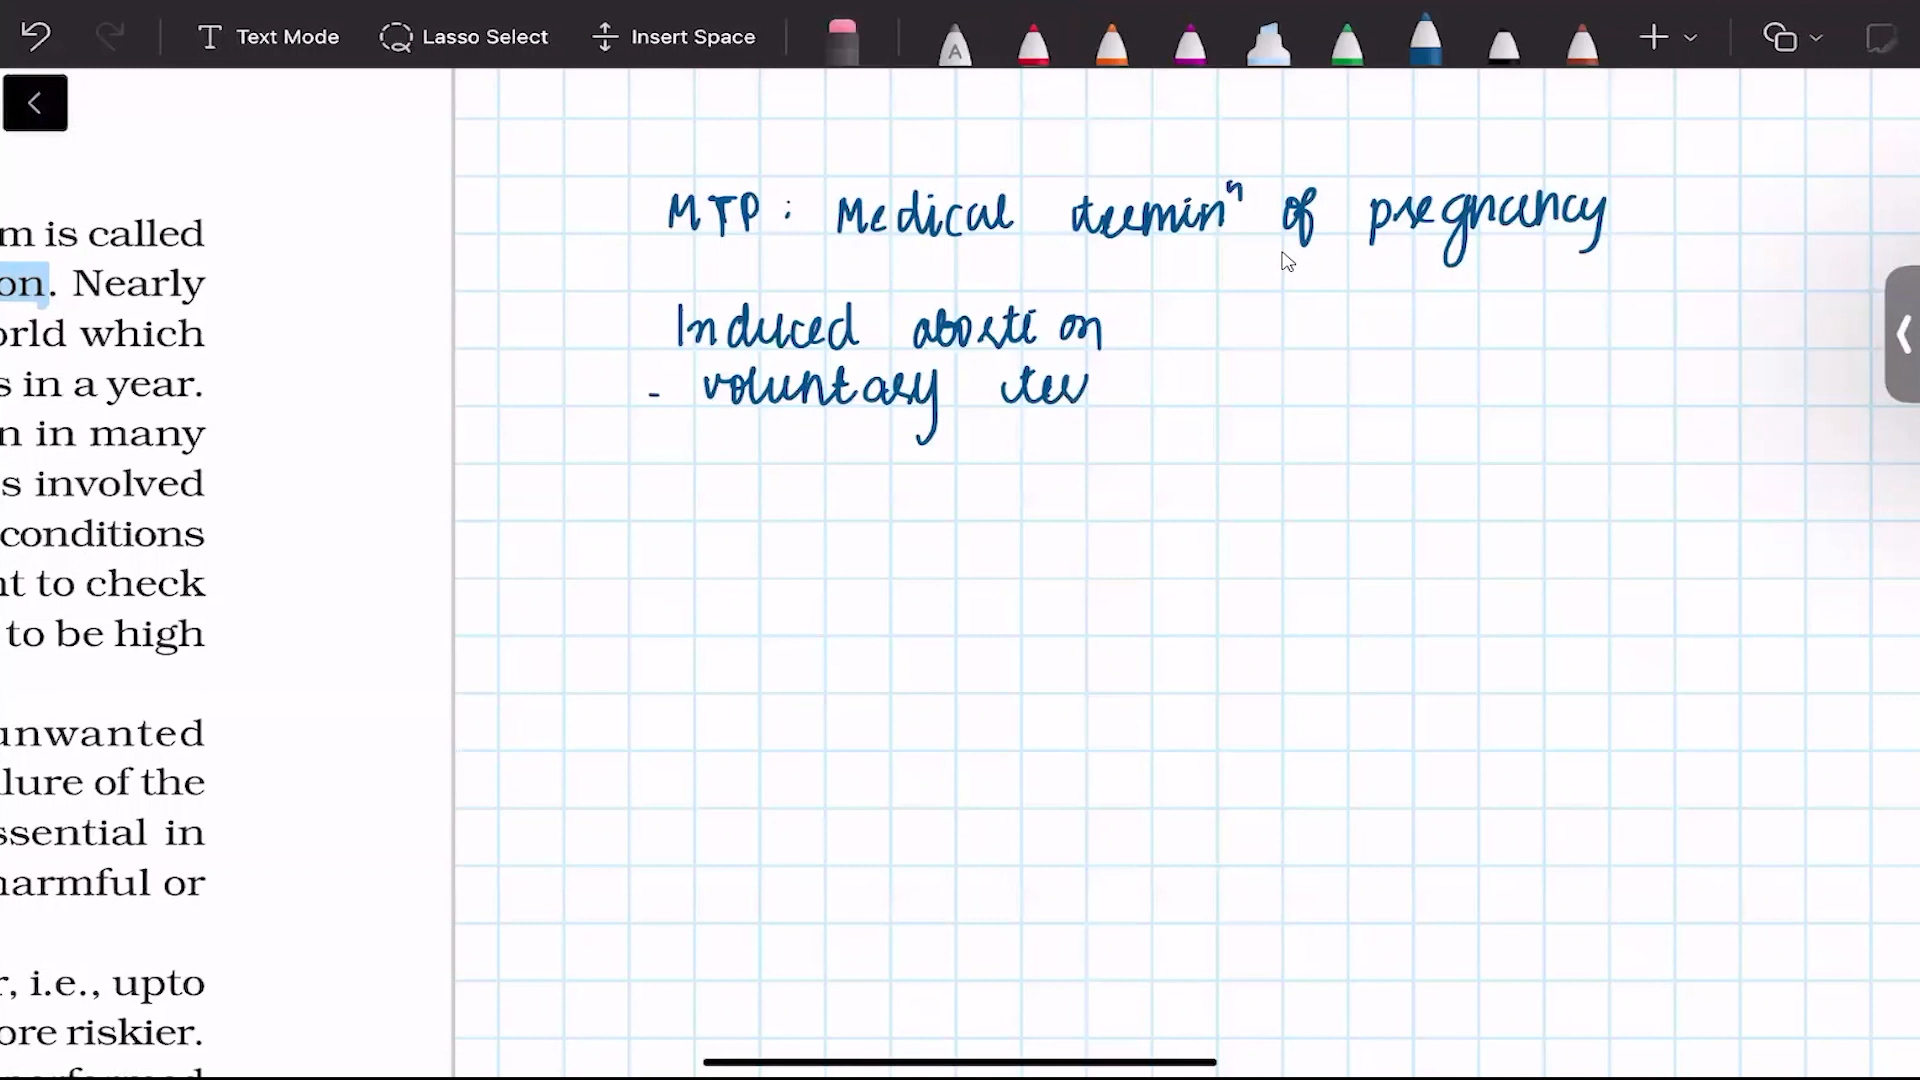 Text Mode Lasso Select Insert Space
A
m is called
on. Nearly
orld which
s in a year.
n in many
s involved
conditions
nt to check
to be high
unwanted
lure of the
ssential in
harmful or
r, i.e., upto
ore riskier.
MTP : Medical termin^n of pregnancy
Induced abortion
- voluntary ter